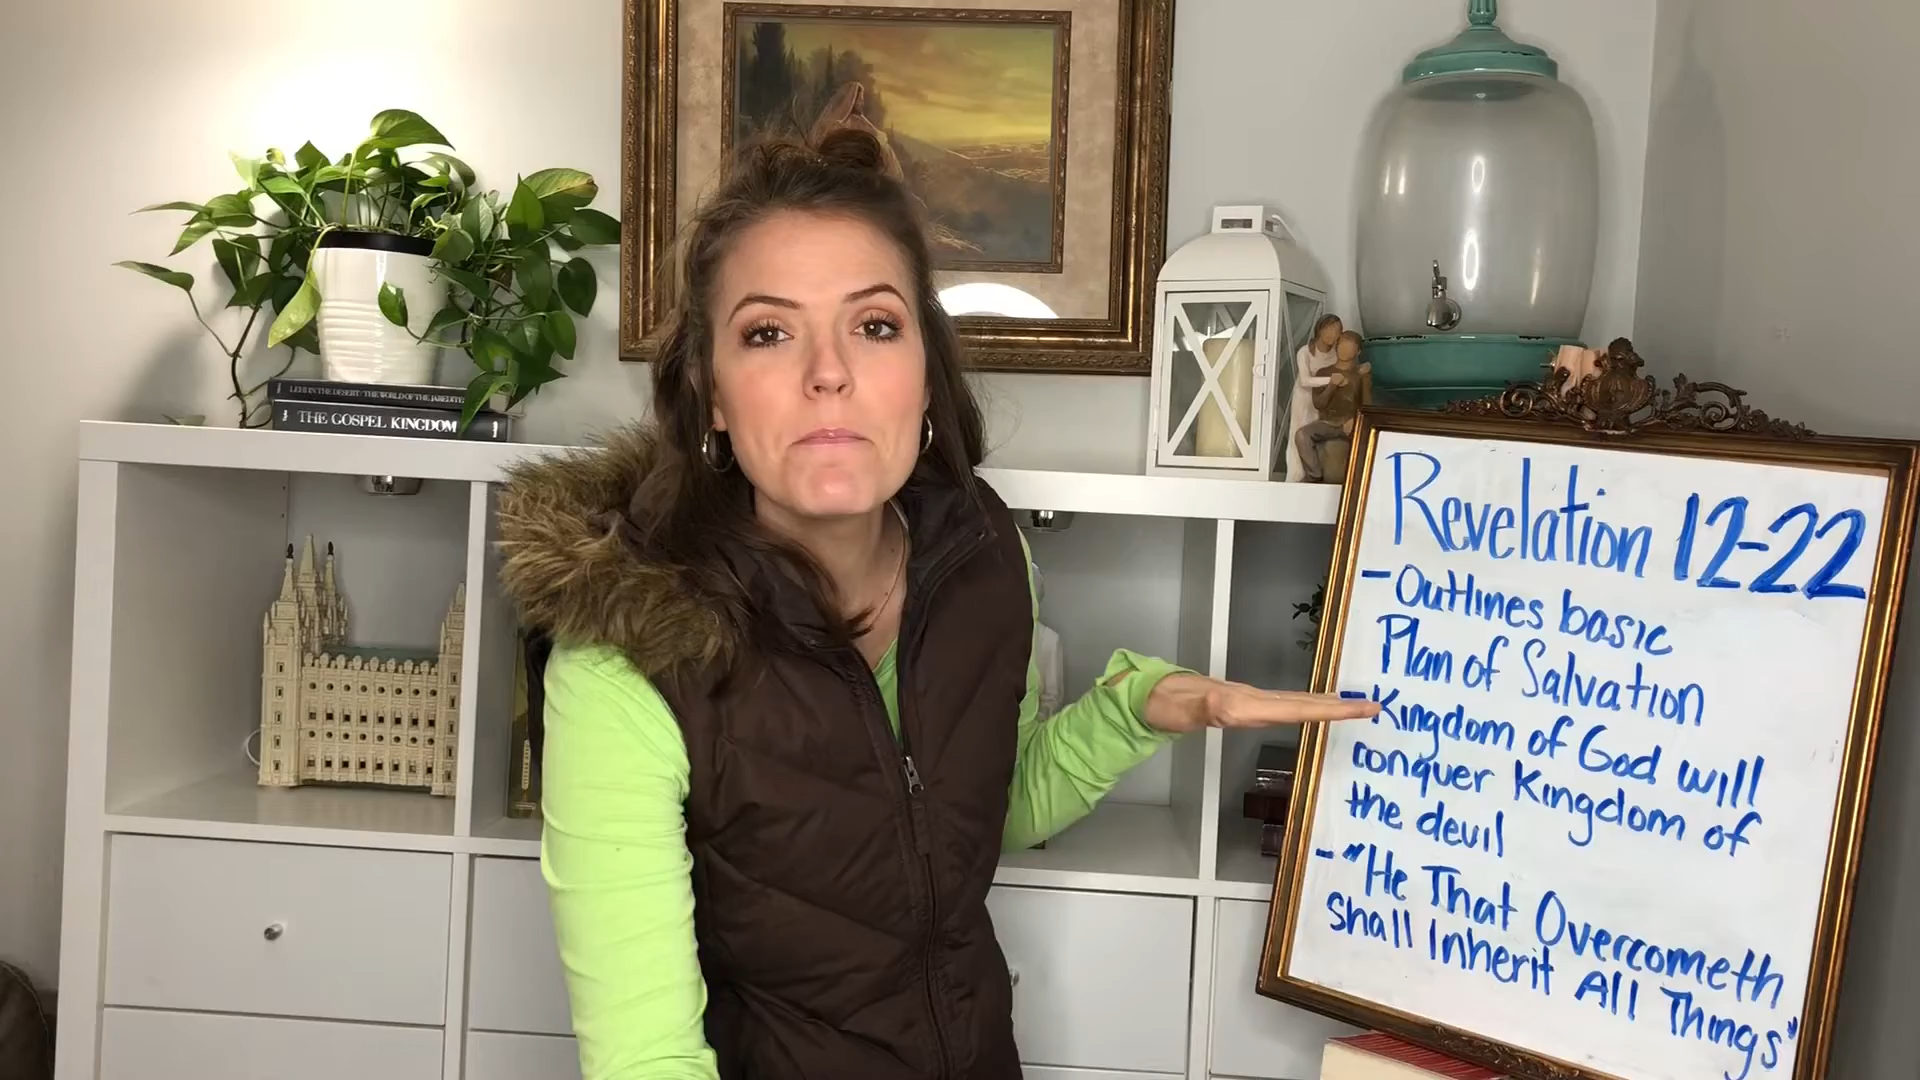 LEHI IN THE DESERT / THE WORLD OF THE JAREDITES
THE GOSPEL KINGDOM
Revelation 12-22
- Outlines basic
Plan of Salvation
- Kingdom of God will
conquer Kingdom of
the devil
- "He That Overcometh
shall Inherit All Things"